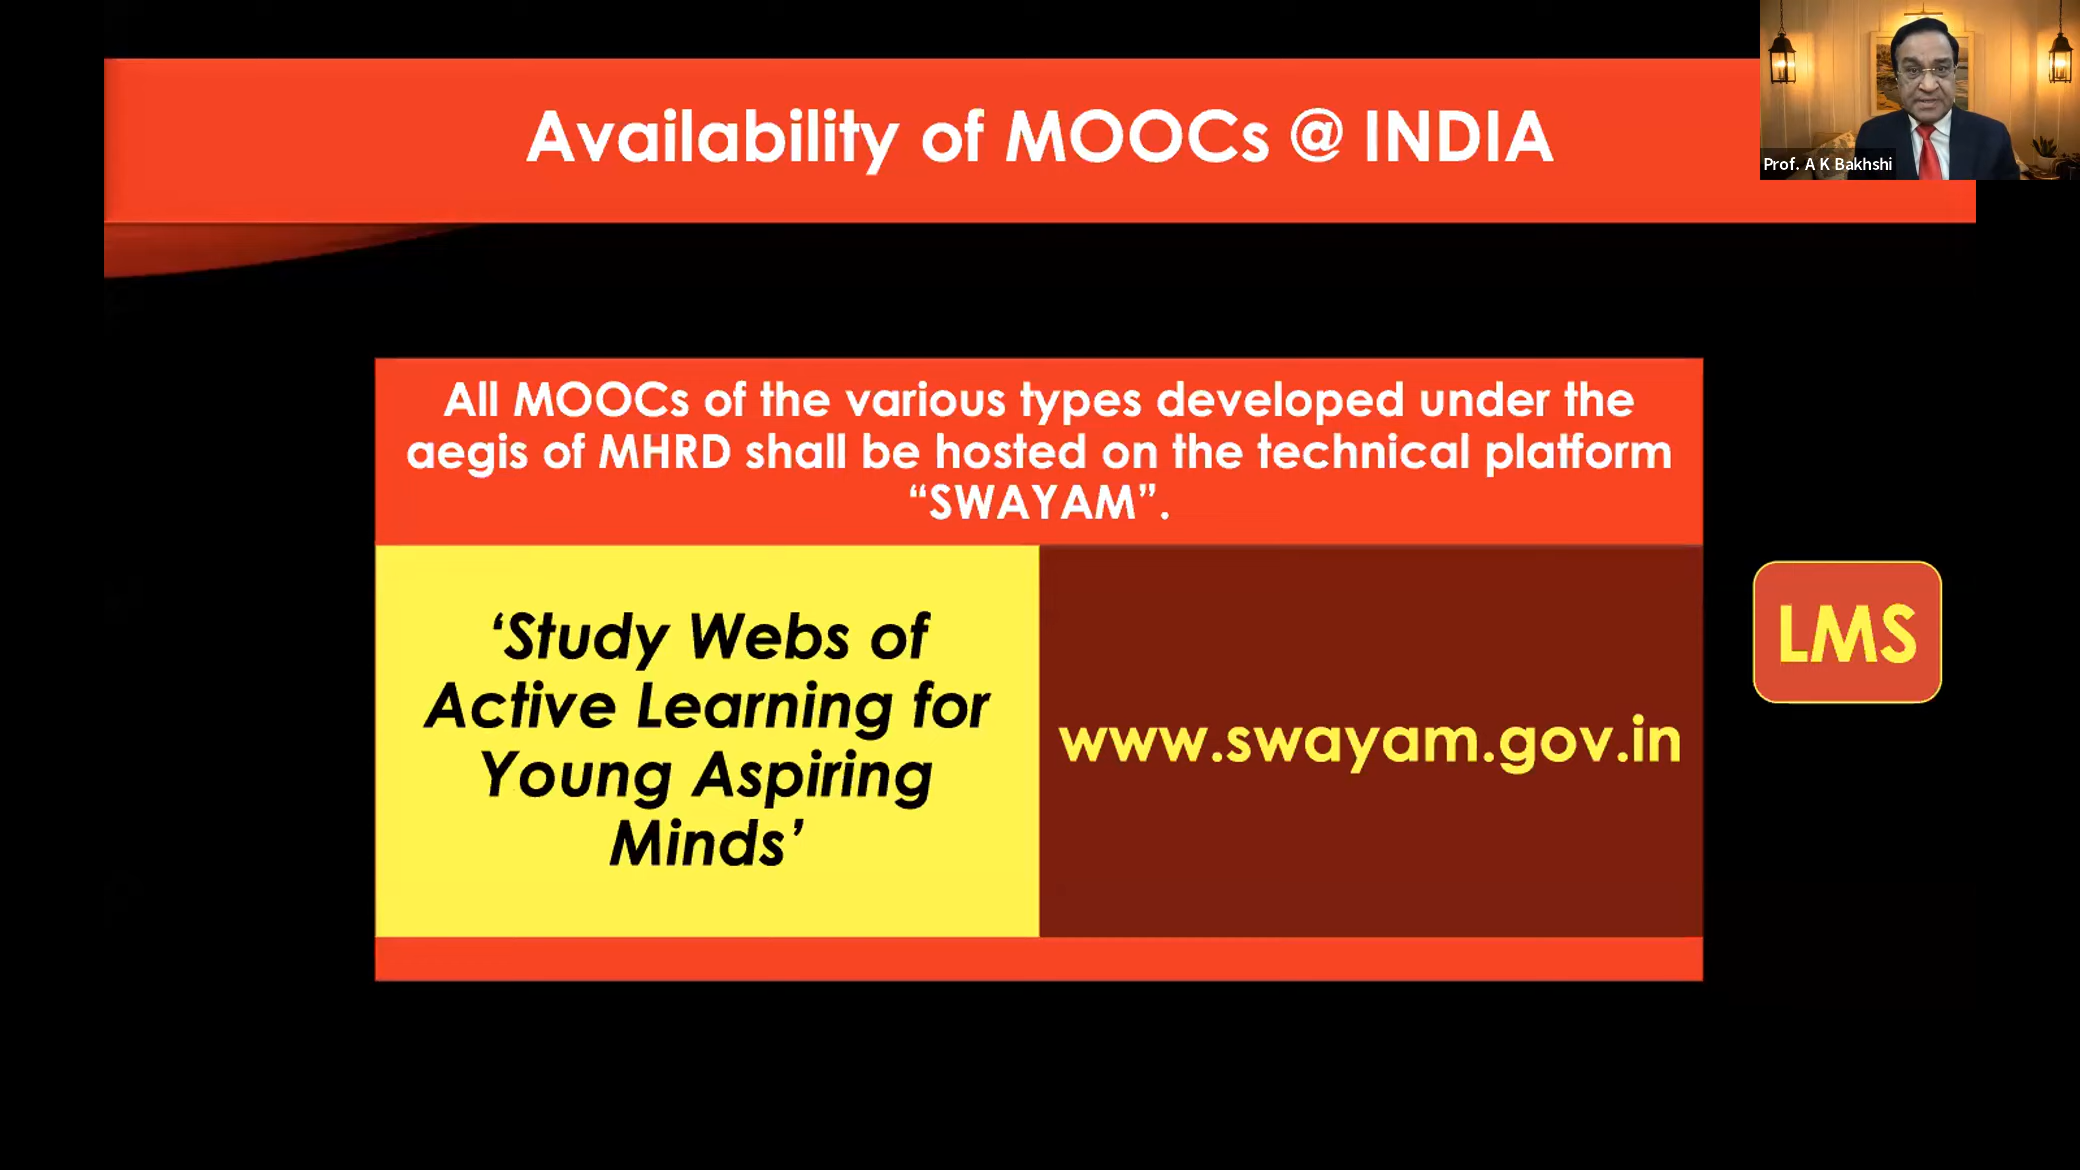 Availability of MOOCs @ INDIA
Prof. A K Bakhshi
All MOOCs of the various types developed under the
aegis of MHRD shall be hosted on the technical platform
“SWAYAM”.
‘Study Webs of
Active Learning for
Young Aspiring
Minds’
www.swayam.gov.in
LMS